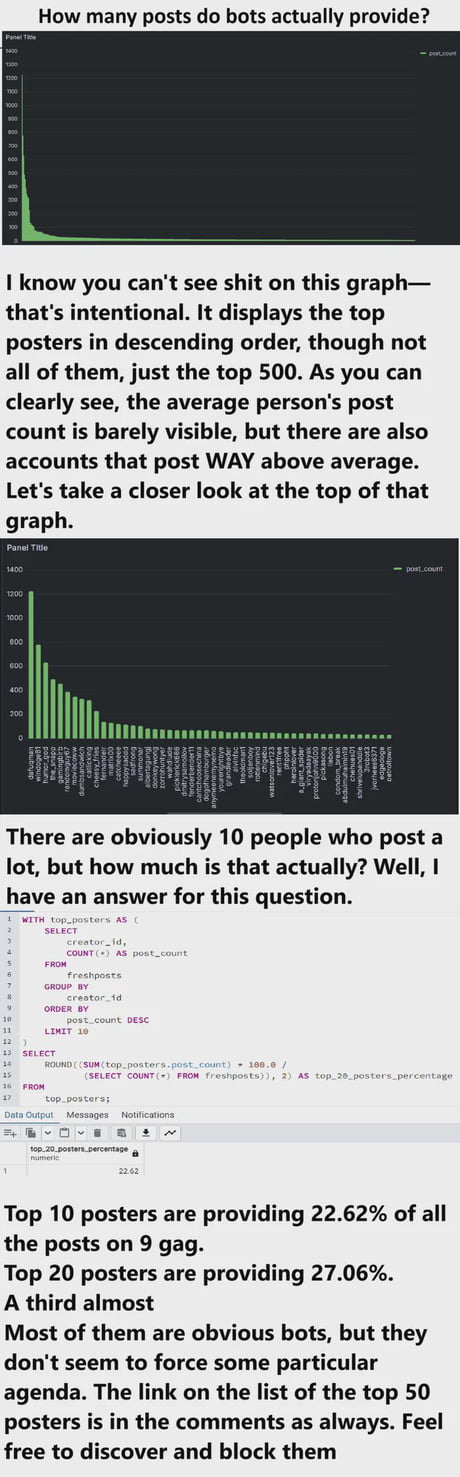 How many posts do bots actually provide?
Panel Title
post_count
1400
1300
1200
1100
1000
900
800
700
600
500
400
300
200
100
0
I know you can't see shit on this graph—
that's intentional. It displays the top
posters in descending order, though not
all of them, just the top 500. As you can
clearly see, the average person's post
count is barely visible, but there are also
accounts that post WAY above average.
Let's take a closer look at the top of that
graph.
Panel Title
post_count
1400
1200
1000
800
600
400
200
0
There are obviously 10 people who post a
lot, but how much is that actually? Well, I
have an answer for this question.
1 WITH top_posters AS (
2 SELECT
3 creator_id,
4 COUNT(*) AS post_count
5 FROM
6 freshposts
7 GROUP BY
8 creator_id
9 ORDER BY
10 post_count DESC
11 LIMIT 10
12 )
13 SELECT
14 ROUND((SUM(top_posters.post_count) * 100.0 /
15 (SELECT COUNT(*) FROM freshposts)), 2) AS top_20_posters_percentage
16 FROM
17 top_posters;
Data Output Messages Notifications
top_20_posters_percentage
numeric
1 22.62
Top 10 posters are providing 22.62% of all
the posts on 9 gag.
Top 20 posters are providing 27.06%.
A third almost
Most of them are obvious bots, but they
don't seem to force some particular
agenda. The link on the list of the top 50
posters is in the comments as always. Feel
free to discover and block them